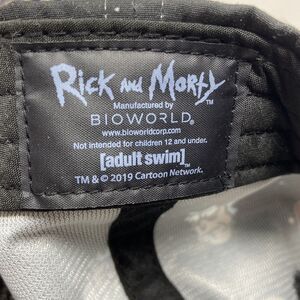 Rick and Morty
Manufactured by
BIOWORLD®
www.bioworldcorp.com
Not intended for children 12 and under.
[adult swim]™
TM & © 2019 Cartoon Network.